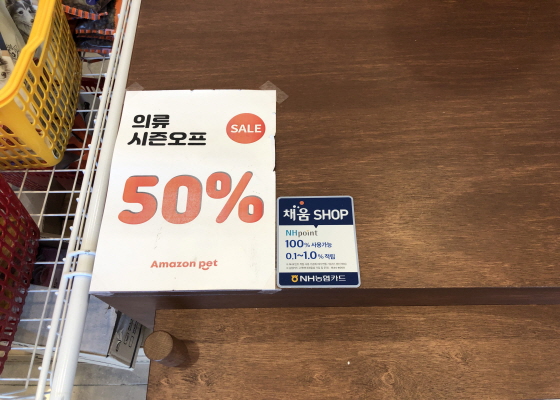 의류
시즌오프
SALE
50%
Amazon pet
채움 SHOP
NHpoint
100% 사용가능
0.1~1.0% 적립
NH농협카드